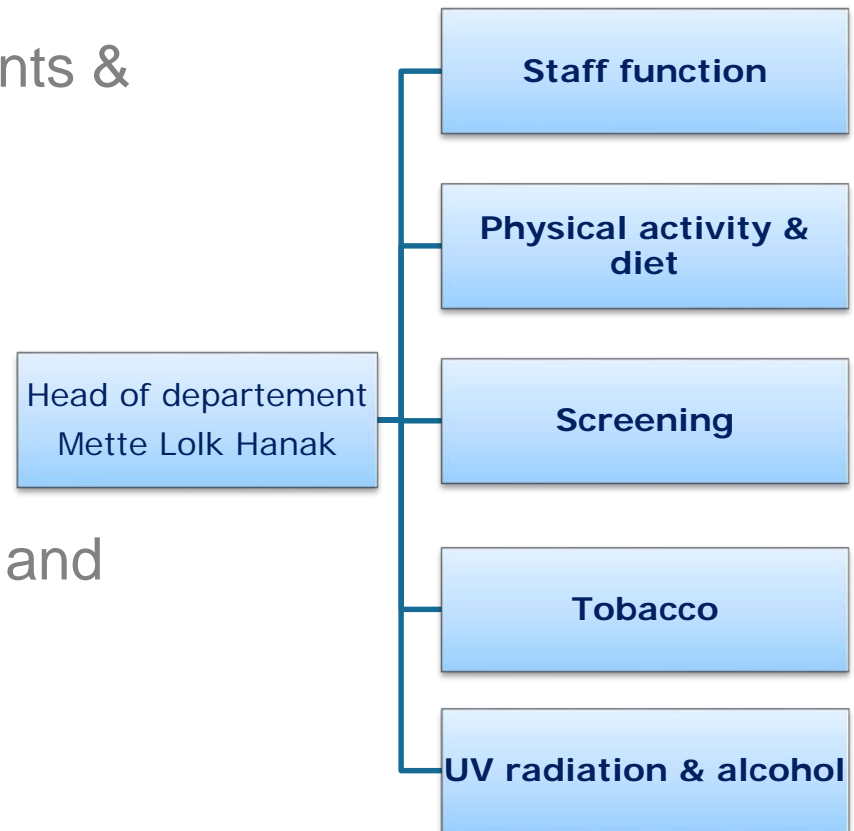 nts &
Staff function
Physical activity &
diet
Head of departement
Mette Lolk Hanak
Screening
and
Tobacco
UV radiation & alcohol